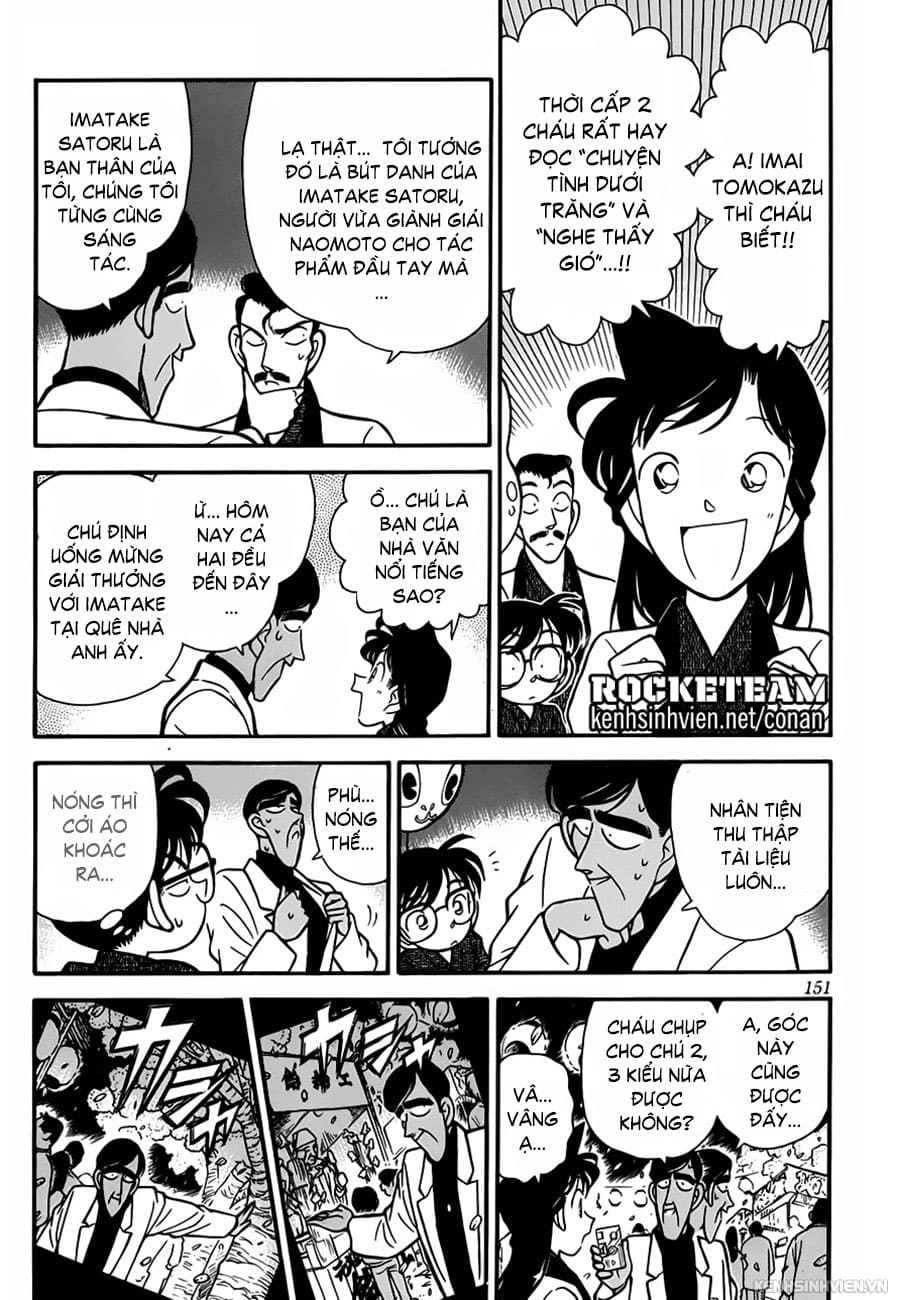 A! IMAI
TOMOKAZU
THÌ CHÁU
BIẾT!!
THỜI CẤP 2
CHÁU RẤT HAY
ĐỌC "CHUYỆN
TÌNH DƯỚI
TRĂNG" VÀ
"NGHE THẤY
GIÓ"...!!
LẠ THẬT... TÔI TƯỞNG
ĐÓ LÀ BÚT DANH CỦA
IMATAKE SATORU,
NGƯỜI VỪA GIÀNH GIẢI
NAOMOTO CHO TÁC
PHẨM ĐẦU TAY MÀ
...
IMATAKE
SATORU LÀ
BẠN THÂN CỦA
TÔI, CHÚNG TÔI
TỪNG CÙNG
SÁNG
TÁC.
Ồ... CHÚ LÀ
BẠN CỦA
NHÀ VĂN
NỔI TIẾNG
SAO?
Ừ... HÔM
NAY CẢ
HAI ĐỀU
ĐẾN ĐÂY
...
CHÚ ĐỊNH
UỐNG MỪNG
GIẢI THƯỞNG
VỚI IMATAKE
TẠI QUÊ NHÀ
ANH ẤY.
ROCKETEAM
kenhsinhvien.net/conan
NHÂN TIỆN
THU THẬP
TÀI LIỆU
LUÔN...
PHÙ...
NÓNG
THẾ...
NÓNG THÌ
CỞI ÁO
KHOÁC
RA...
151
A, GÓC
NÀY
CŨNG
ĐƯỢC
ĐẤY...
CHÁU CHỤP
CHO CHÚ 2,
3 KIỂU NỮA
ĐƯỢC
KHÔNG?
VÂ..
VÂNG
Ạ...
カシャ
カシャ
KENHSINHVIEN.VN